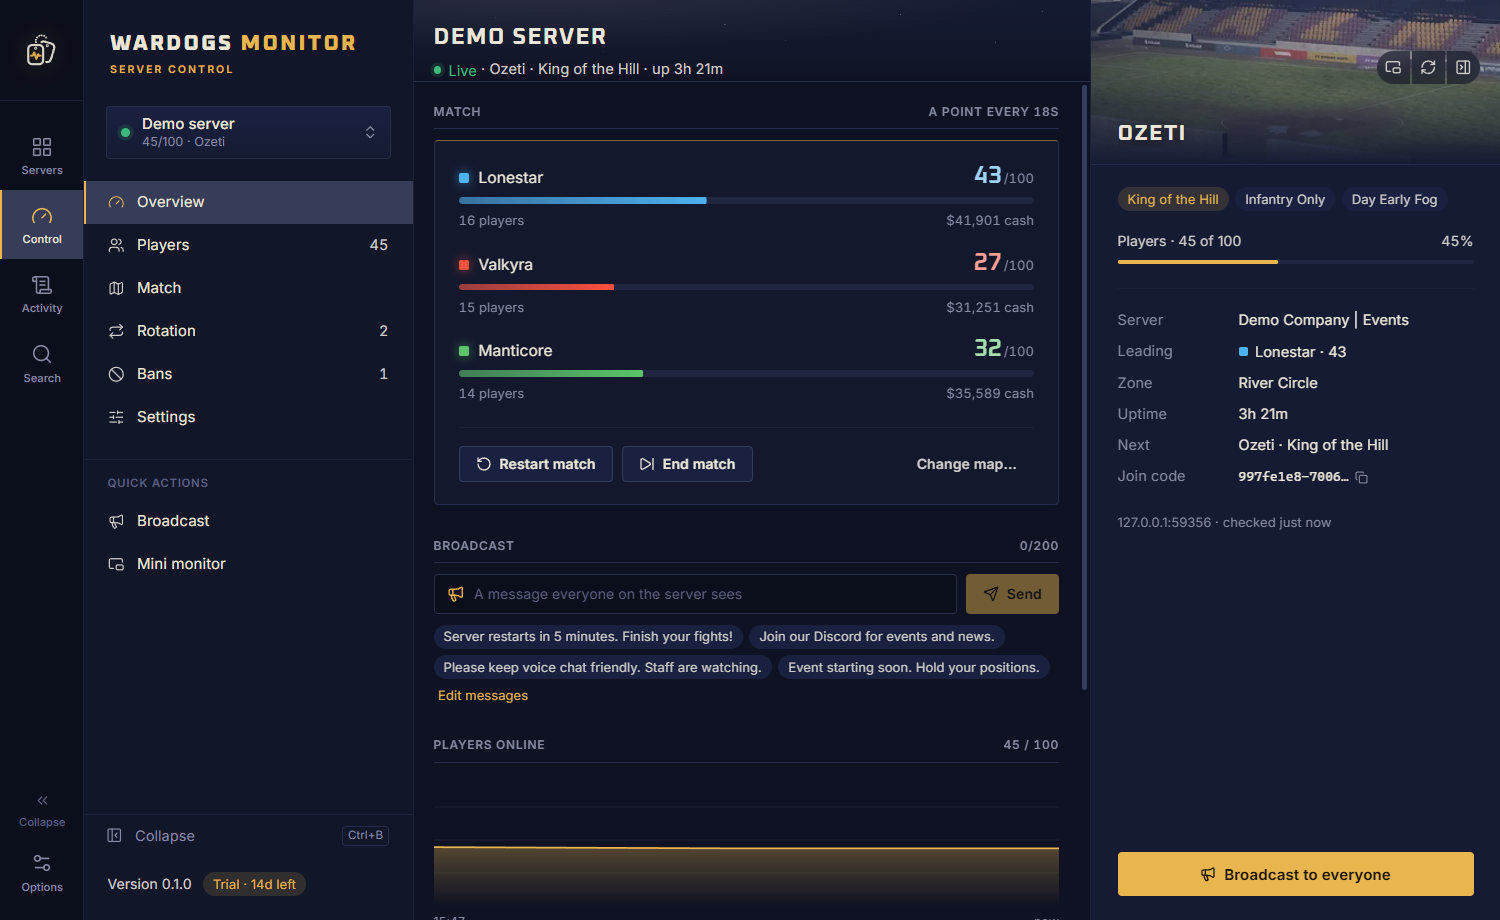 WARDOGS MONITOR
SERVER CONTROL
Demo server
45/100 · Ozeti
Servers
Control
Activity
Search
Overview
Players 45
Match
Rotation 2
Bans 1
Settings
QUICK ACTIONS
Broadcast
Mini monitor
Collapse
Options
Collapse Ctrl+B
Version 0.1.0 Trial · 14d left
DEMO SERVER
Live · Ozeti · King of the Hill · up 3h 21m
MATCH A POINT EVERY 18S
Lonestar 43/100
16 players $41,901 cash
Valkyra 27/100
15 players $31,251 cash
Manticore 32/100
14 players $35,589 cash
Restart match End match Change map...
BROADCAST 0/200
A message everyone on the server sees Send
Server restarts in 5 minutes. Finish your fights! Join our Discord for events and news.
Please keep voice chat friendly. Staff are watching. Event starting soon. Hold your positions.
Edit messages
PLAYERS ONLINE 45 / 100
OZETI
King of the Hill Infantry Only Day Early Fog
Players · 45 of 100 45%
Server Demo Company | Events
Leading Lonestar · 43
Zone River Circle
Uptime 3h 21m
Next Ozeti · King of the Hill
Join code 997fe1e8-7006…
127.0.0.1:59356 · checked just now
Broadcast to everyone